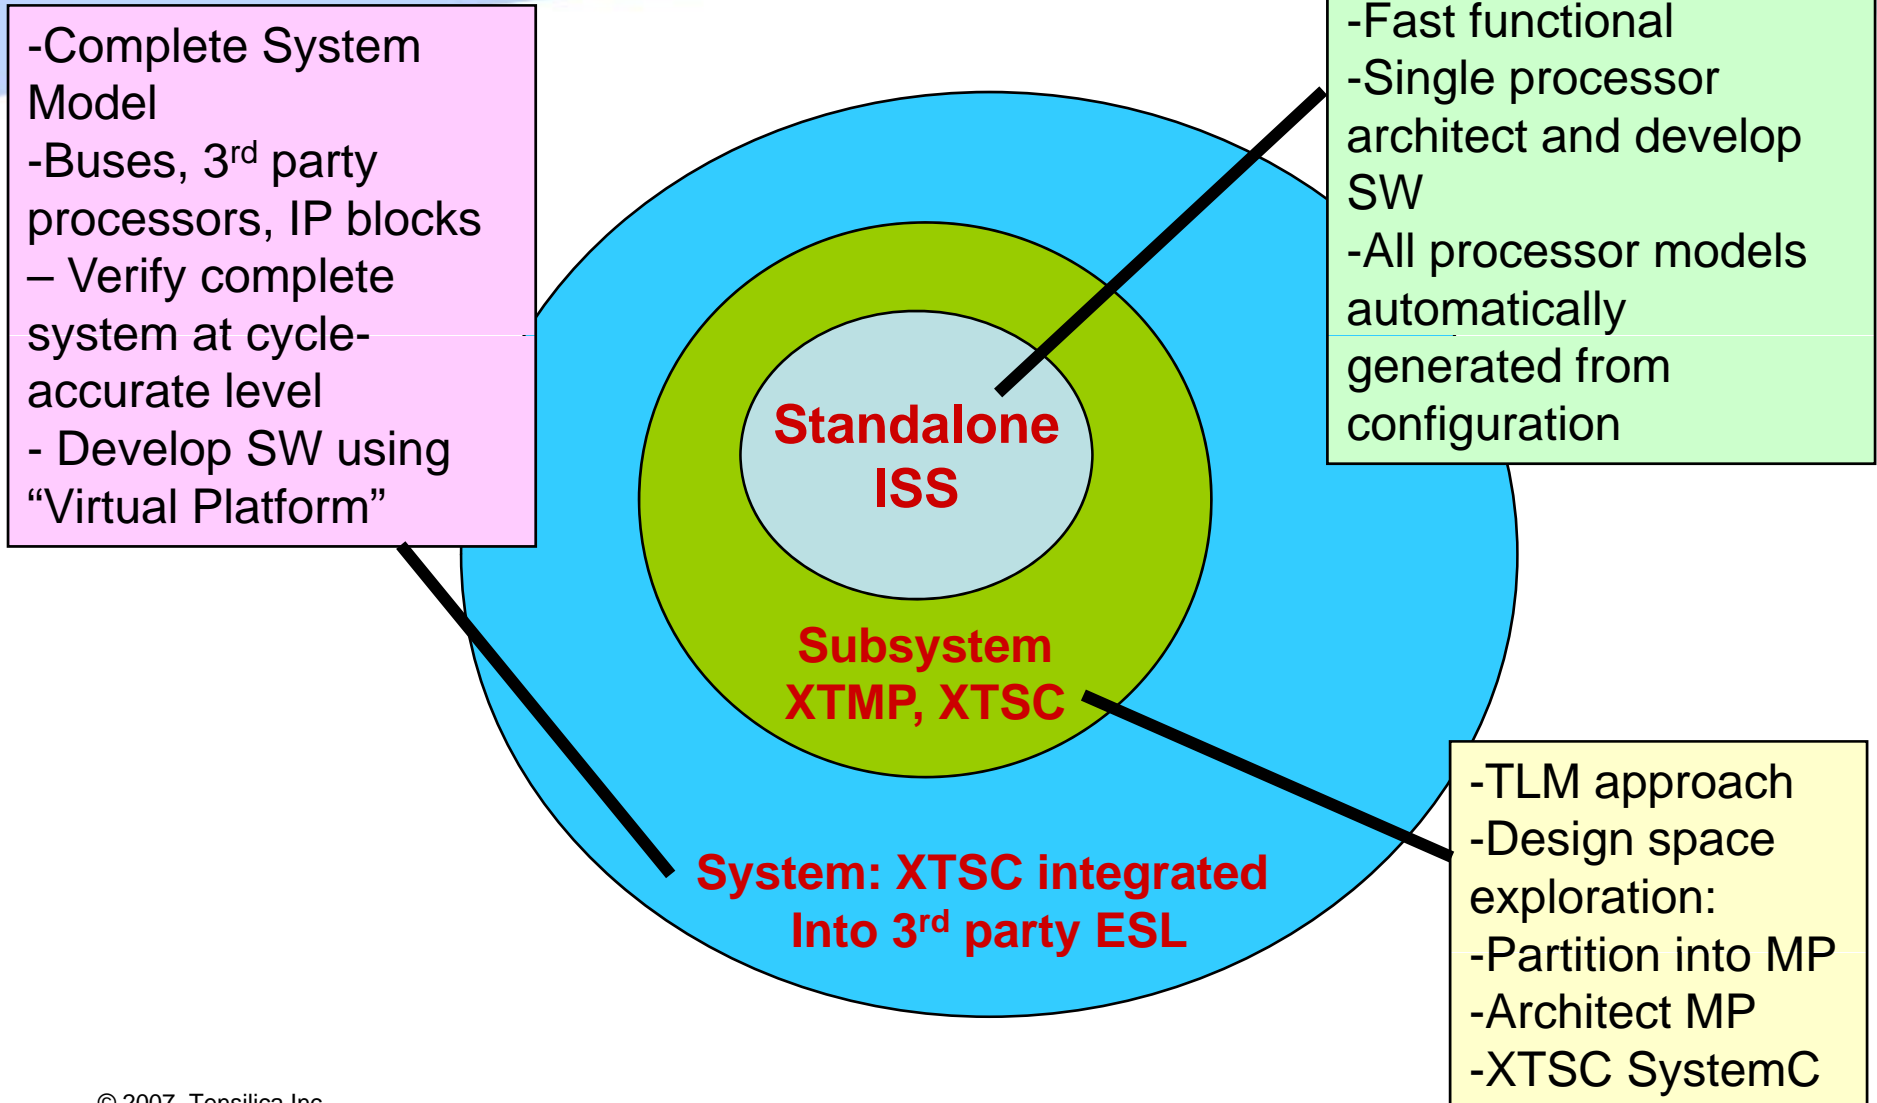 -Complete System
Model
-Buses, 3rd party
processors, IP blocks
– Verify complete
system at cycle-
accurate level
- Develop SW using
“Virtual Platform”
-Fast functional
-Single processor
architect and develop
SW
-All processor models
automatically
generated from
configuration
Standalone
ISS
Subsystem
XTMP, XTSC
System: XTSC integrated
Into 3rd party ESL
-TLM approach
-Design space
exploration:
-Partition into MP
-Architect MP
-XTSC SystemC
© 2007 Tensilica Inc